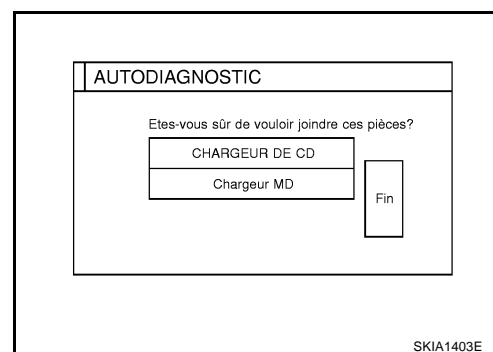 AUTODIAGNOSTIC
Etes-vous sûr de vouloir joindre ces pièces?
CHARGEUR DE CD
Chargeur MD
Fin
SKIA1403E